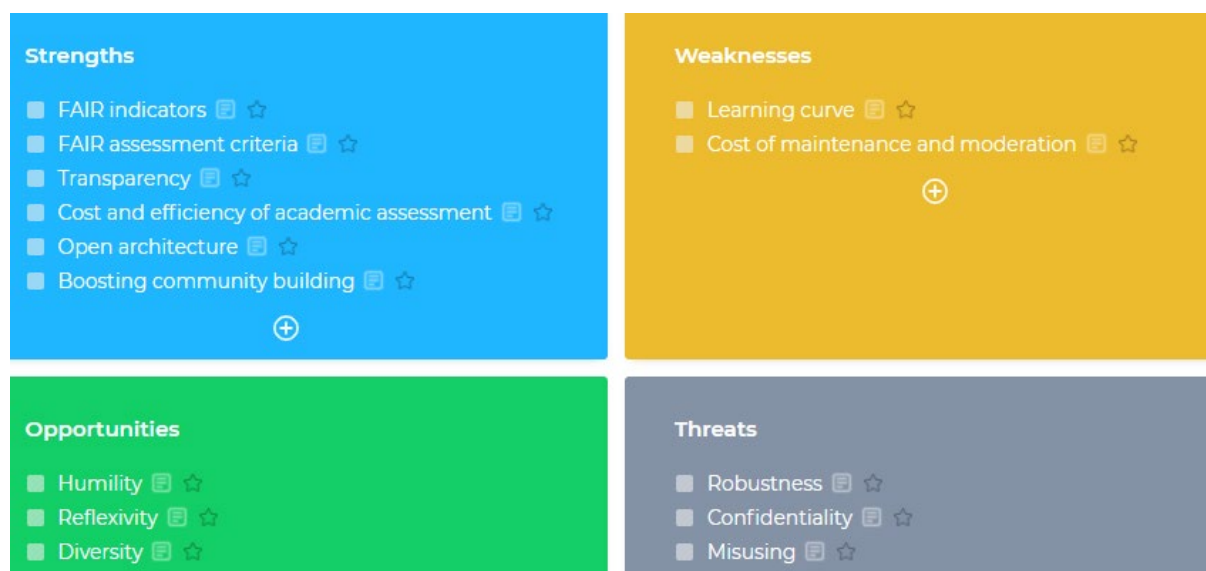 Strengths
FAIR indicators
FAIR assessment criteria
Transparency
Cost and efficiency of academic assessment
Open architecture
Boosting community building
Weaknesses
Learning curve
Cost of maintenance and moderation
Opportunities
Humility
Reflexivity
Diversity
Threats
Robustness
Confidentiality
Misusing